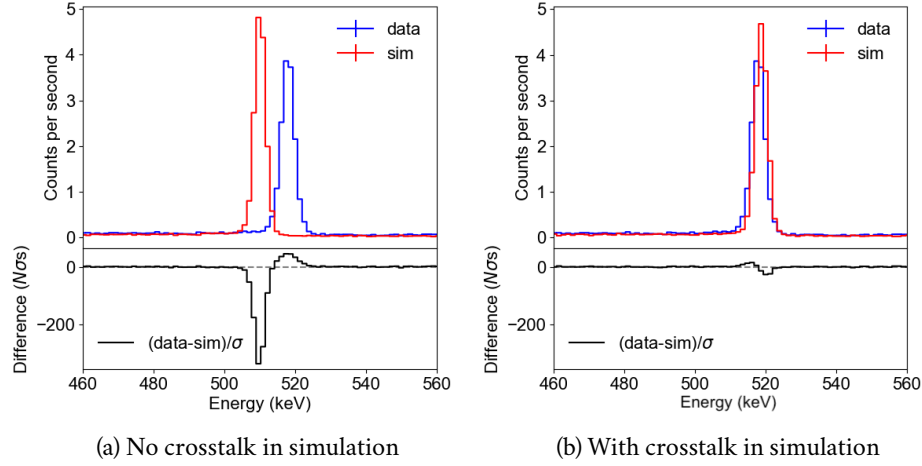 5
4
3
2
1
0
Counts per second
data
sim
0
−200
Difference (Nσs)
(data-sim)/σ
460 480 500 520 540 560
Energy (keV)
(a) No crosstalk in simulation
5
4
3
2
1
0
Counts per second
data
sim
0
−200
Difference (Nσs)
(data-sim)/σ
460 480 500 520 540 560
Energy (keV)
(b) With crosstalk in simulation